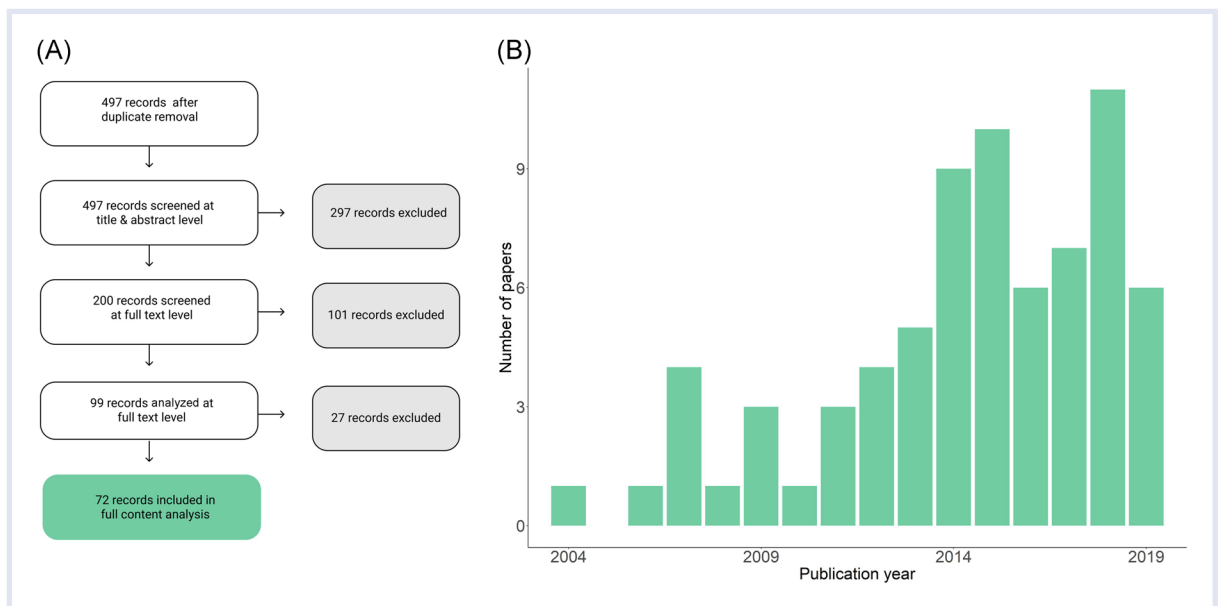 (A)
497 records after
duplicate removal
497 records screened at
title & abstract level
297 records excluded
200 records screened
at full text level
101 records excluded
99 records analyzed at
full text level
27 records excluded
72 records included in
full content analysis
(B)
Number of papers
9
6
3
0
2004
2009
2014
2019
Publication year